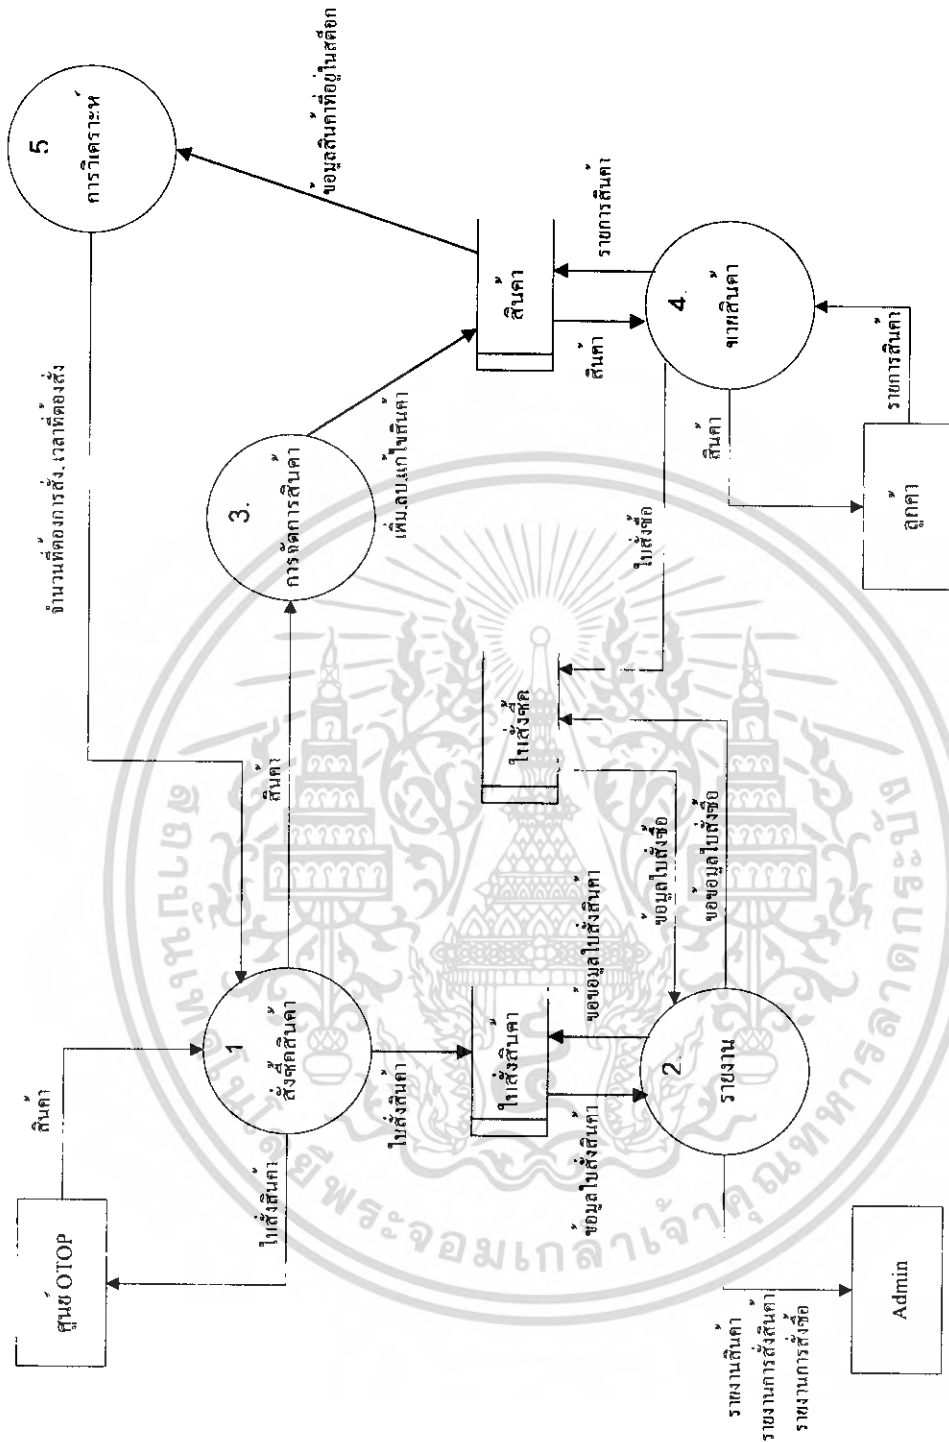 ศูนย์ OTOP
สินค้า
ใบสั่งสินค้า
1
สั่งซื้อสินค้า
จำนวนที่ต้องการสั่ง, เวลาที่ต้องสั่ง
5
การวิเคราะห์
สินค้า
3.
การจัดการสินค้า
เพิ่ม,ลบ,แก้ไขสินค้า
ข้อมูลสินค้าที่อยู่ในสต็อก
ใบสั่งสินค้า
ใบสั่งสินค้า
ข้อมูลใบสั่งสินค้า
ขอข้อมูลใบสั่งสินค้า
ใบสั่งซื้อ
ข้อมูลใบสั่งซื้อ
ขอข้อมูลใบสั่งซื้อ
ใบสั่งซื้อ
สินค้า
สินค้า
รายการสินค้า
2.
รายงาน
4.
ขายสินค้า
สินค้า
รายการสินค้า
ลูกค้า
รายงานสินค้า
รายงานการสั่งสินค้า
รายงานการสั่งซื้อ
Admin
สถาบันเทคโนโลยีพระจอมเกล้าเจ้าคุณทหารลาดกระบัง